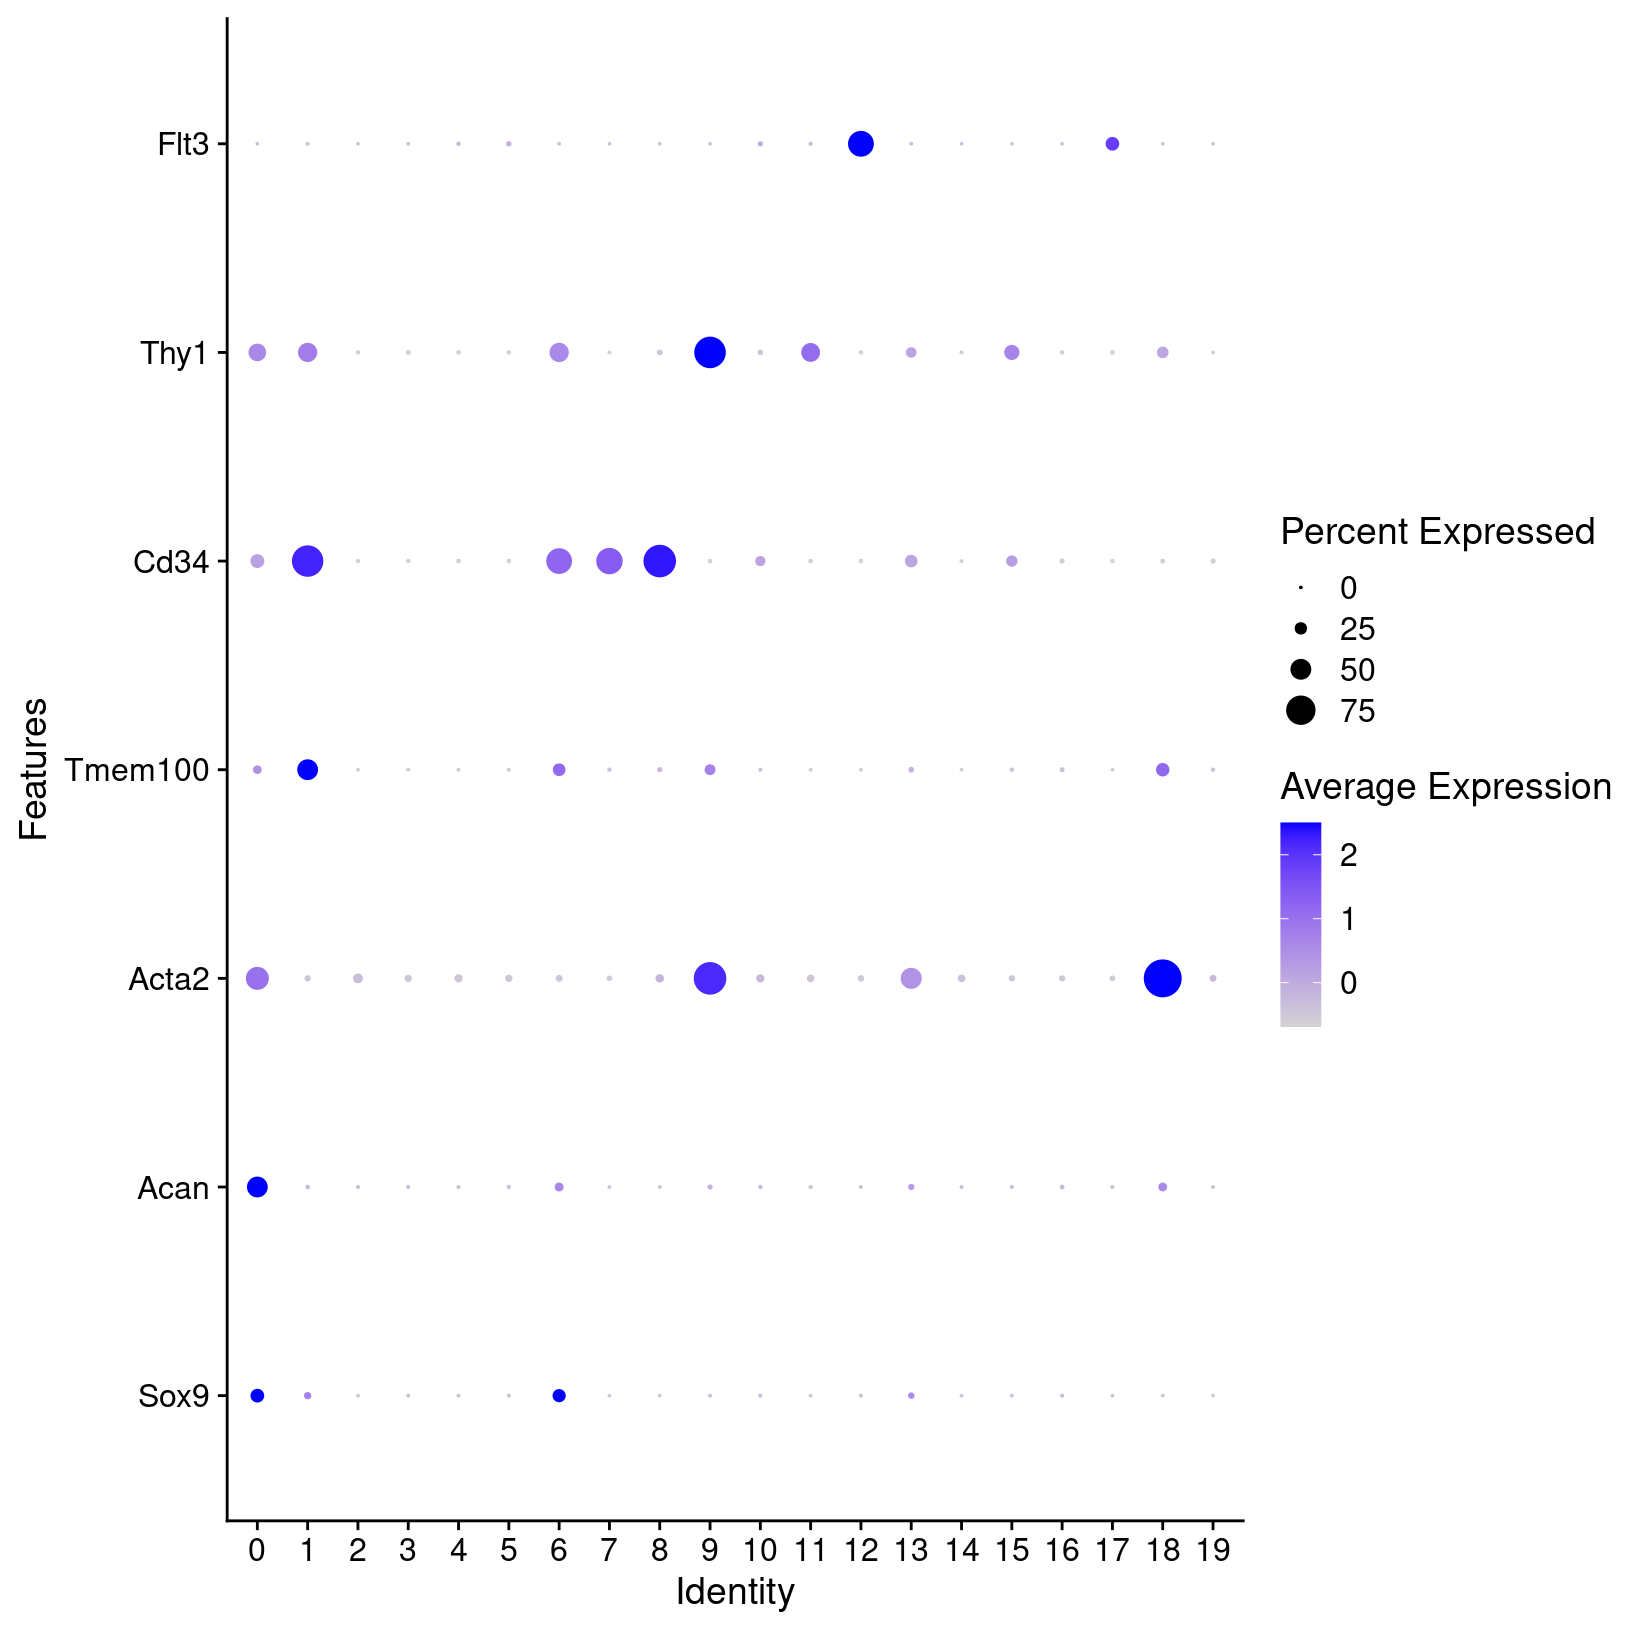 Flt3
Thy1
Cd34
Tmem100
Acta2
Acan
Sox9
Features
0 1 2 3 4 5 6 7 8 9 10 11 12 13 14 15 16 17 18 19
Identity
Percent Expressed
0
25
50
75
Average Expression
2
1
0